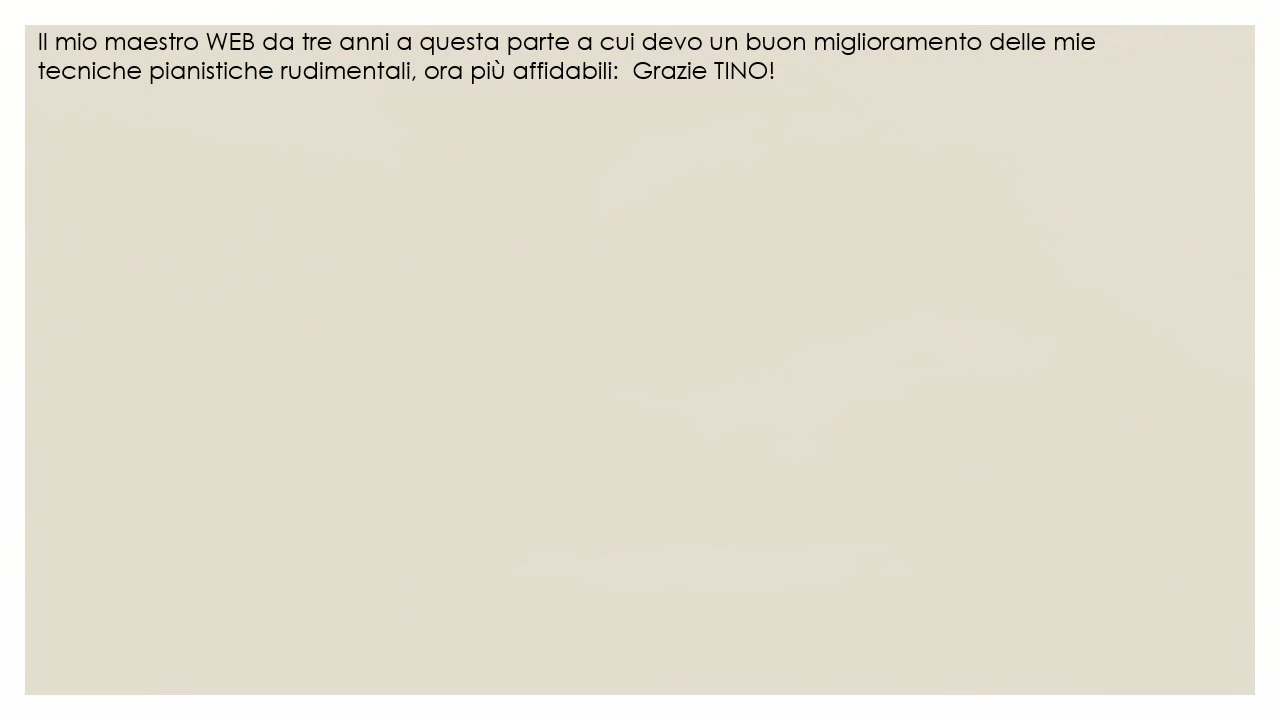 Il mio maestro WEB da tre anni a questa parte a cui devo un buon miglioramento delle mie
tecniche pianistiche rudimentali, ora più affidabili:  Grazie TINO!